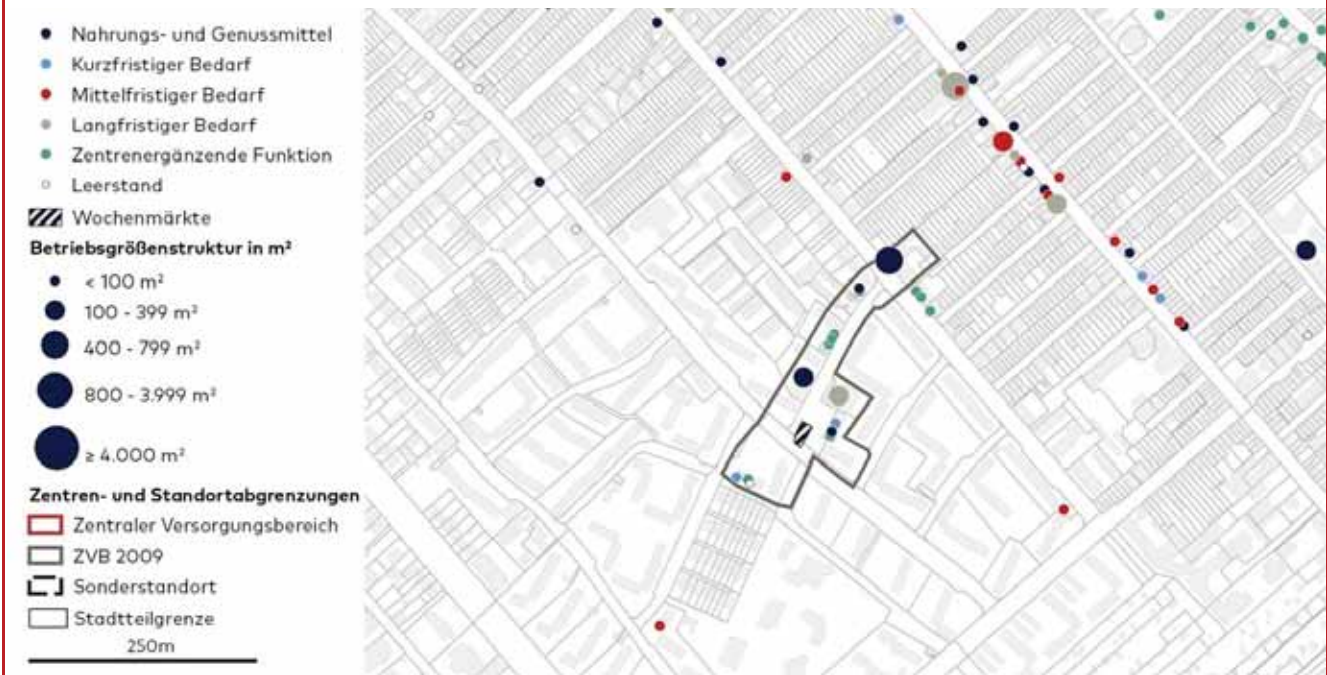 Nahrungs- und Genussmittel
Kurzfristiger Bedarf
Mittelfristiger Bedarf
Langfristiger Bedarf
Zentrenergänzende Funktion
Leerstand
Wochenmärkte
Betriebsgrößenstruktur in m²
< 100 m²
100 - 399 m²
400 - 799 m²
800 - 3.999 m²
≥ 4.000 m²
Zentren- und Standortabgrenzungen
Zentraler Versorgungsbereich
ZVB 2009
Sonderstandort
Stadtteilgrenze
250m